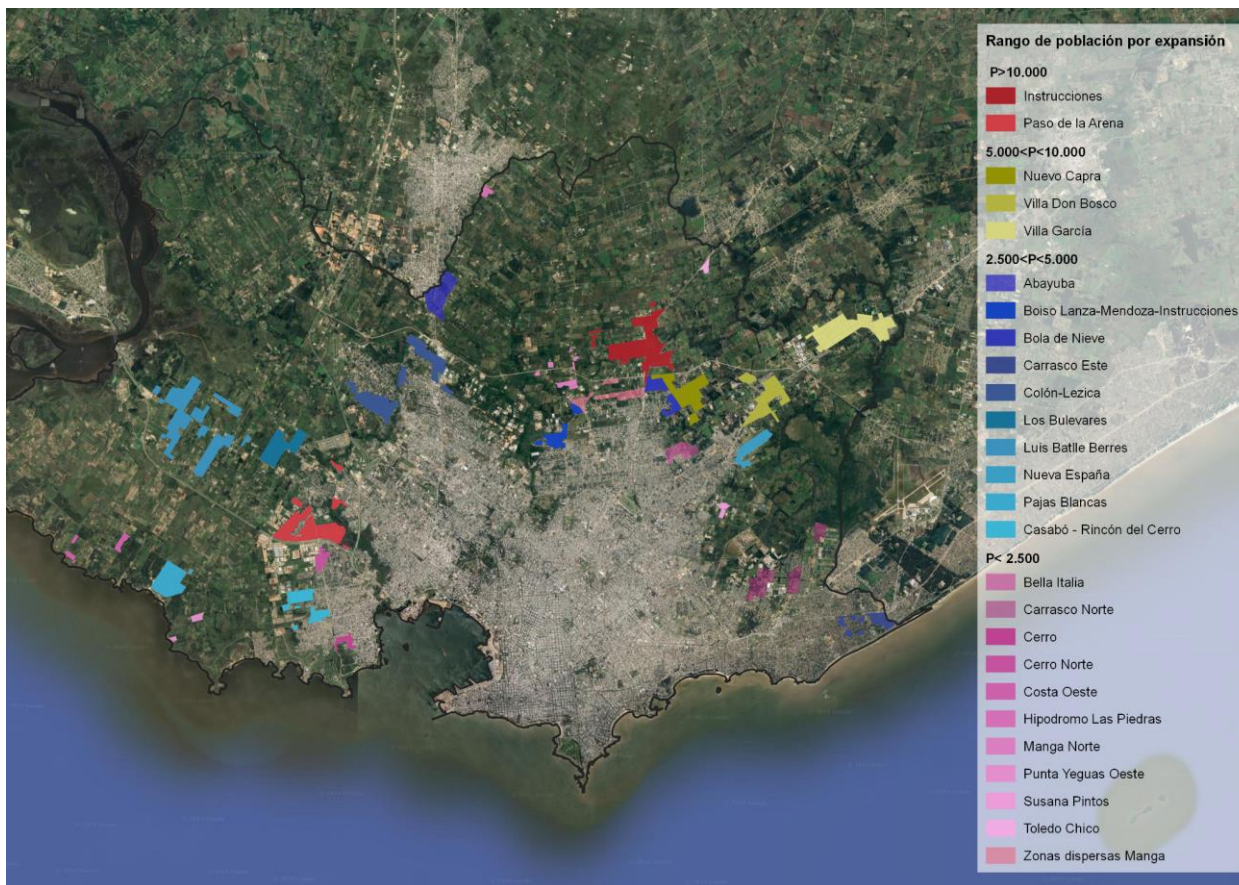 Rango de población por expansión
P>10.000
Instrucciones
Paso de la Arena
5.000<P<10.000
Nuevo Capra
Villa Don Bosco
Villa García
2.500<P<5.000
Abayuba
Boiso Lanza-Mendoza-Instrucciones
Bola de Nieve
Carrasco Este
Colón-Lezica
Los Bulevares
Luis Batlle Berres
Nueva España
Pajas Blancas
Casabó - Rincón del Cerro
P< 2.500
Bella Italia
Carrasco Norte
Cerro
Cerro Norte
Costa Oeste
Hipodromo Las Piedras
Manga Norte
Punta Yeguas Oeste
Susana Pintos
Toledo Chico
Zonas dispersas Manga